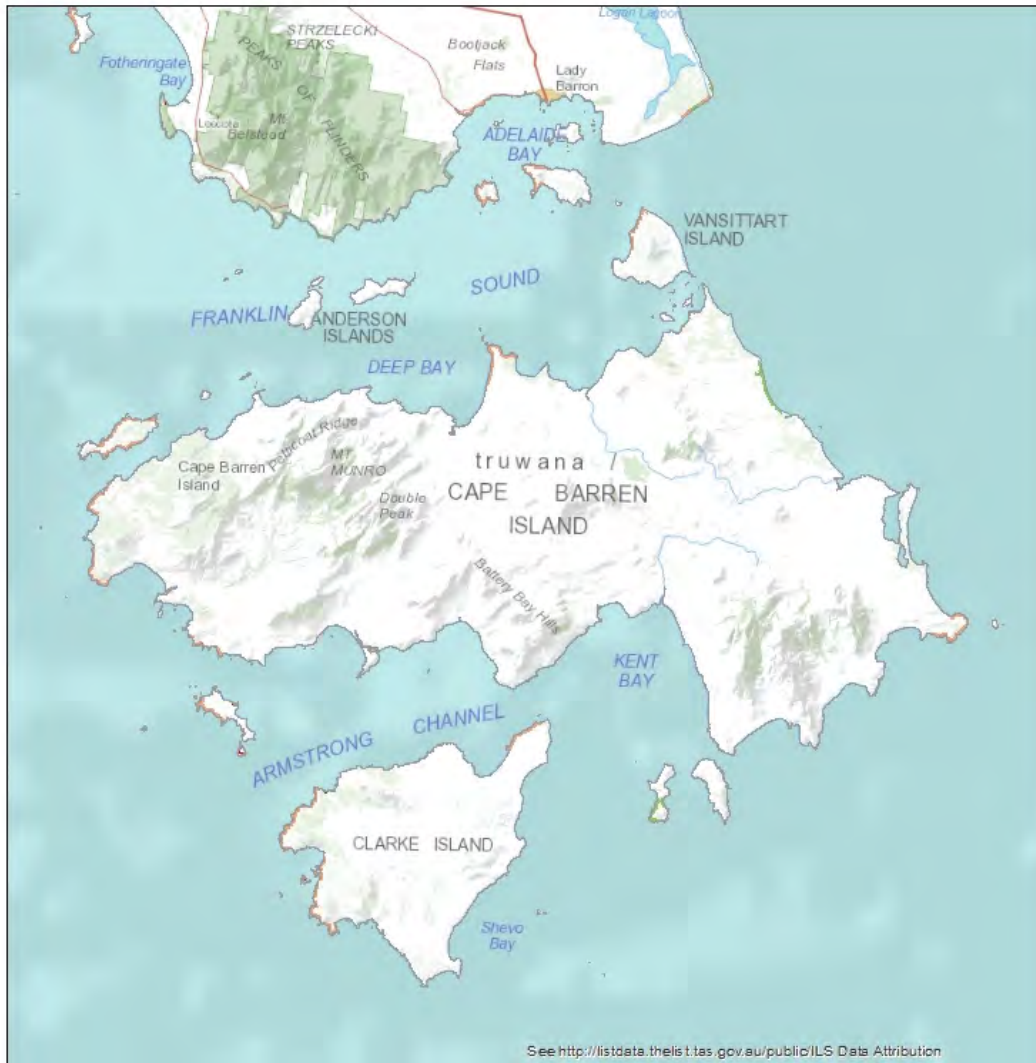 Logan Lagoon
STRZELECKI
PEAKS
PEAKS
OF
FLINDERS
Bootjack
Flats
Fotheringate
Bay
Lady
Barron
Loccota
Mt
Belstead
ADELAIDE
BAY
VANSITTART
ISLAND
FRANKLIN
SOUND
ANDERSON
ISLANDS
DEEP BAY
Petticoat Ridge
Cape Barren
Island
MT
MUNRO
Double
Peak
truwana /
CAPE BARREN
ISLAND
Battery Bay Hills
KENT
BAY
ARMSTRONG CHANNEL
CLARKE ISLAND
Shevo
Bay
See http://listdata.thelist.tas.gov.au/public/ILS Data Attribution